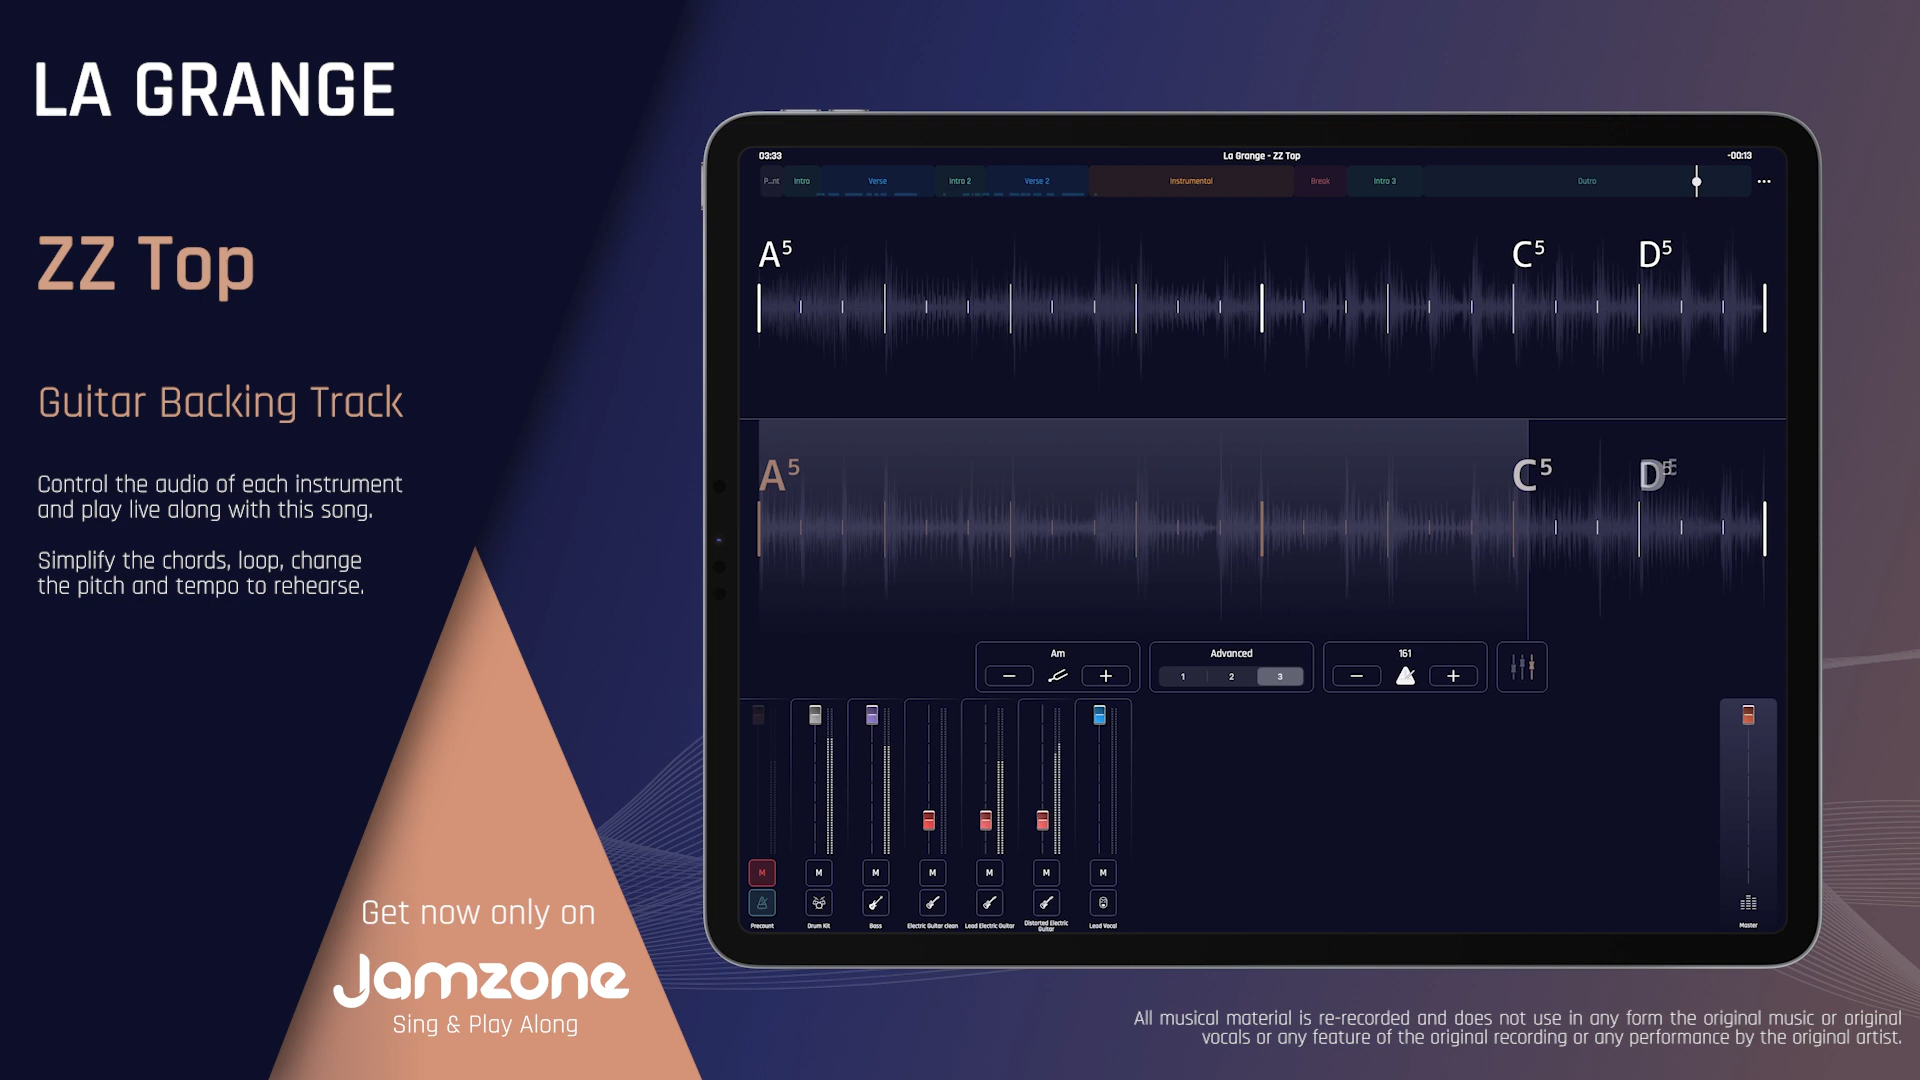 LA GRANGE
ZZ Top
Guitar Backing Track
Control the audio of each instrument
and play live along with this song.
Simplify the chords, loop, change
the pitch and tempo to rehearse.
Get now only on
Jamzone
Sing & Play Along
03:33
La Grange - ZZ Top
-00:13
P...nt
Intro
Verse
Intro 2
Verse 2
Instrumental
Break
Intro 3
Outro
A5
C5
D5
A5
C5
D5
Am
Advanced
161
1
2
3
M
M
M
M
M
M
M
Precount
Drum Kit
Bass
Electric Guitar clean
Lead Electric Guitar
Distorted Electric
Guitar
Lead Vocal
Master
All musical material is re-recorded and does not use in any form the original music or original
vocals or any feature of the original recording or any performance by the original artist.